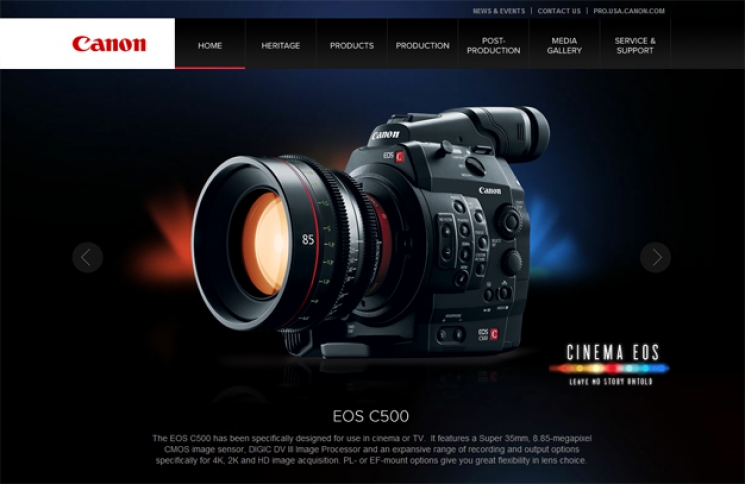 NEWS & EVENTS | CONTACT US | PRO.USA.CANON.COM
Canon
HOME
HERITAGE
PRODUCTS
PRODUCTION
POST-
PRODUCTION
MEDIA
GALLERY
SERVICE &
SUPPORT
Canon
EOS C
Canon
85
EOS C
C500
CINEMA EOS
LEAVE NO STORY UNTOLD
EOS C500
The EOS C500 has been specifically designed for use in cinema or TV. It features a Super 35mm, 8.85-megapixel
CMOS image sensor, DIGIC DV III Image Processor and an expansive range of recording and output options
specifically for 4K, 2K and HD image acquisition. PL- or EF-mount options give you great flexibility in lens choice.